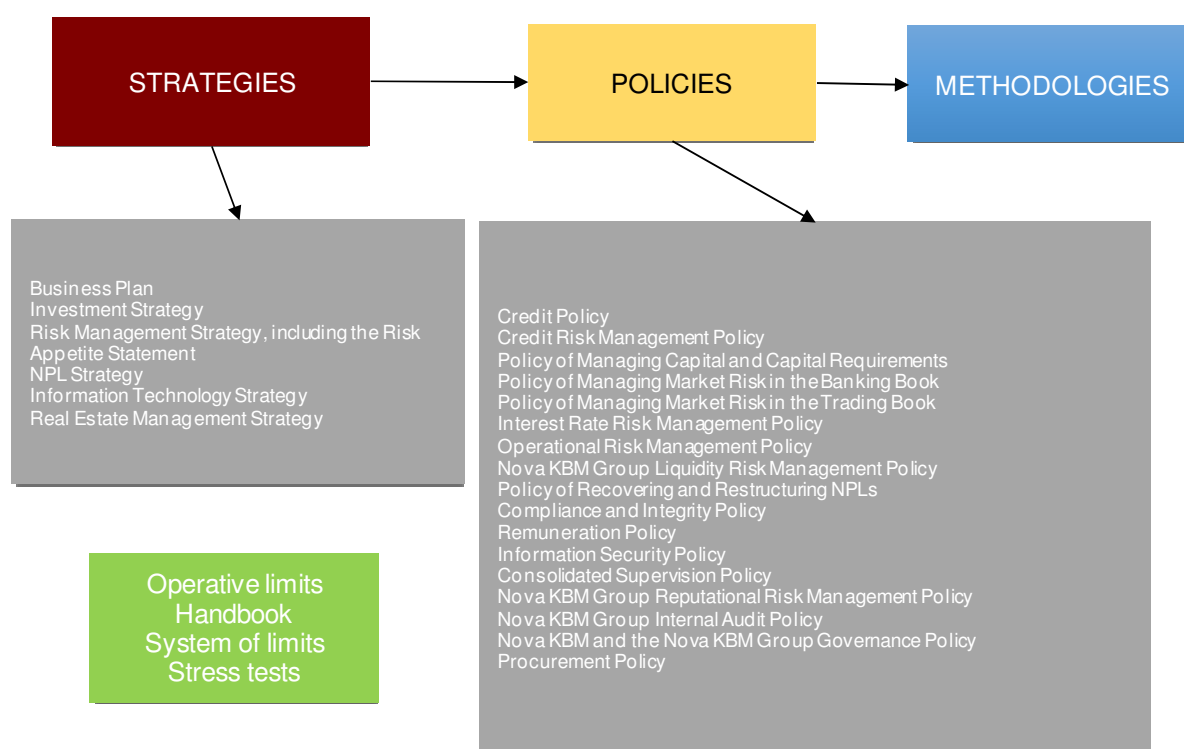 STRATEGIES
POLICIES
METHODOLOGIES
Business Plan
Investment Strategy
Risk Management Strategy, including the Risk
Appetite Statement
NPL Strategy
Information Technology Strategy
Real Estate Management Strategy
Credit Policy
Credit Risk Management Policy
Policy of Managing Capital and Capital Requirements
Policy of Managing Market Risk in the Banking Book
Policy of Managing Market Risk in the Trading Book
Interest Rate Risk Management Policy
Operational Risk Management Policy
Nova KBM Group Liquidity Risk Management Policy
Policy of Recovering and Restructuring NPLs
Compliance and Integrity Policy
Remuneration Policy
Information Security Policy
Consolidated Supervision Policy
Nova KBM Group Reputational Risk Management Policy
Nova KBM Group Internal Audit Policy
Nova KBM and the Nova KBM Group Governance Policy
Procurement Policy
Operative limits
Handbook
System of limits
Stress tests